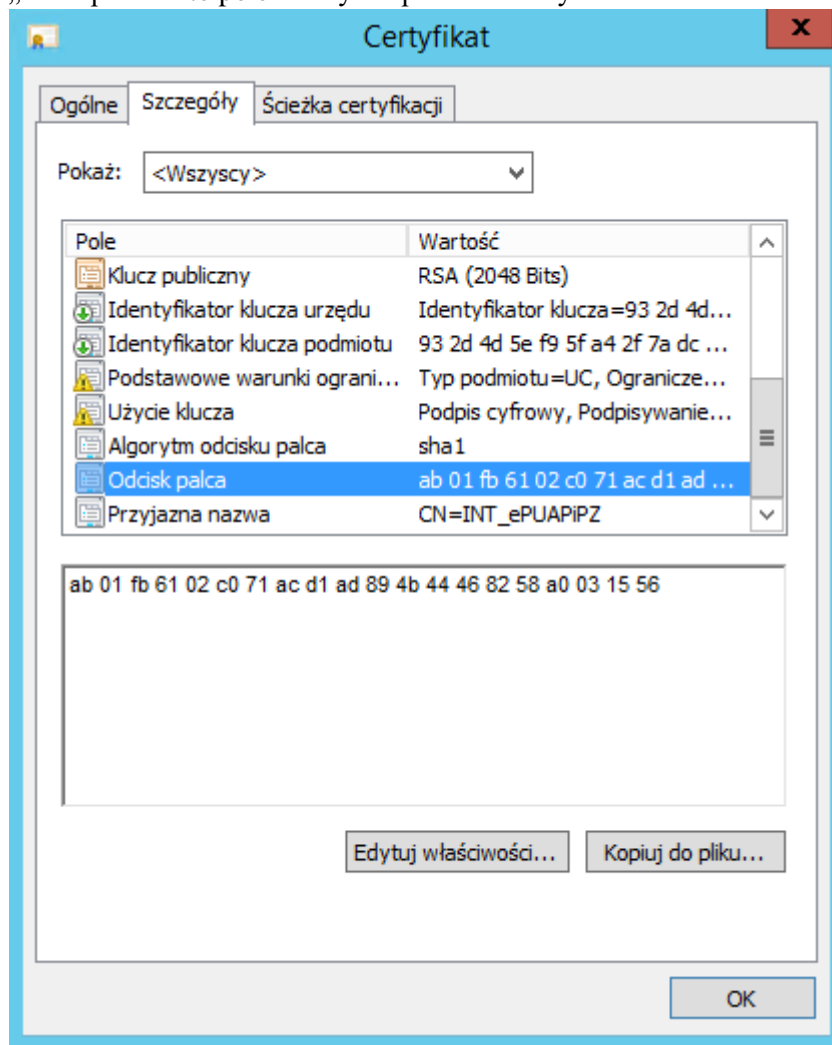 Certyfikat
x
Ogólne Szczegóły Ścieżka certyfikacji
Pokaż: <Wszyscy>
Pole Wartość
Klucz publiczny RSA (2048 Bits)
Identyfikator klucza urzędu Identyfikator klucza=93 2d 4d...
Identyfikator klucza podmiotu 93 2d 4d 5e f9 5f a4 2f 7a dc ...
Podstawowe warunki ograni... Typ podmiotu=UC, Ogranicze...
Użycie klucza Podpis cyfrowy, Podpisywanie...
Algorytm odcisku palca sha1
Odcisk palca ab 01 fb 61 02 c0 71 ac d1 ad ...
Przyjazna nazwa CN=INT_ePUAPiPZ
ab 01 fb 61 02 c0 71 ac d1 ad 89 4b 44 46 82 58 a0 03 15 56
Edytuj właściwości... Kopiuj do pliku...
OK